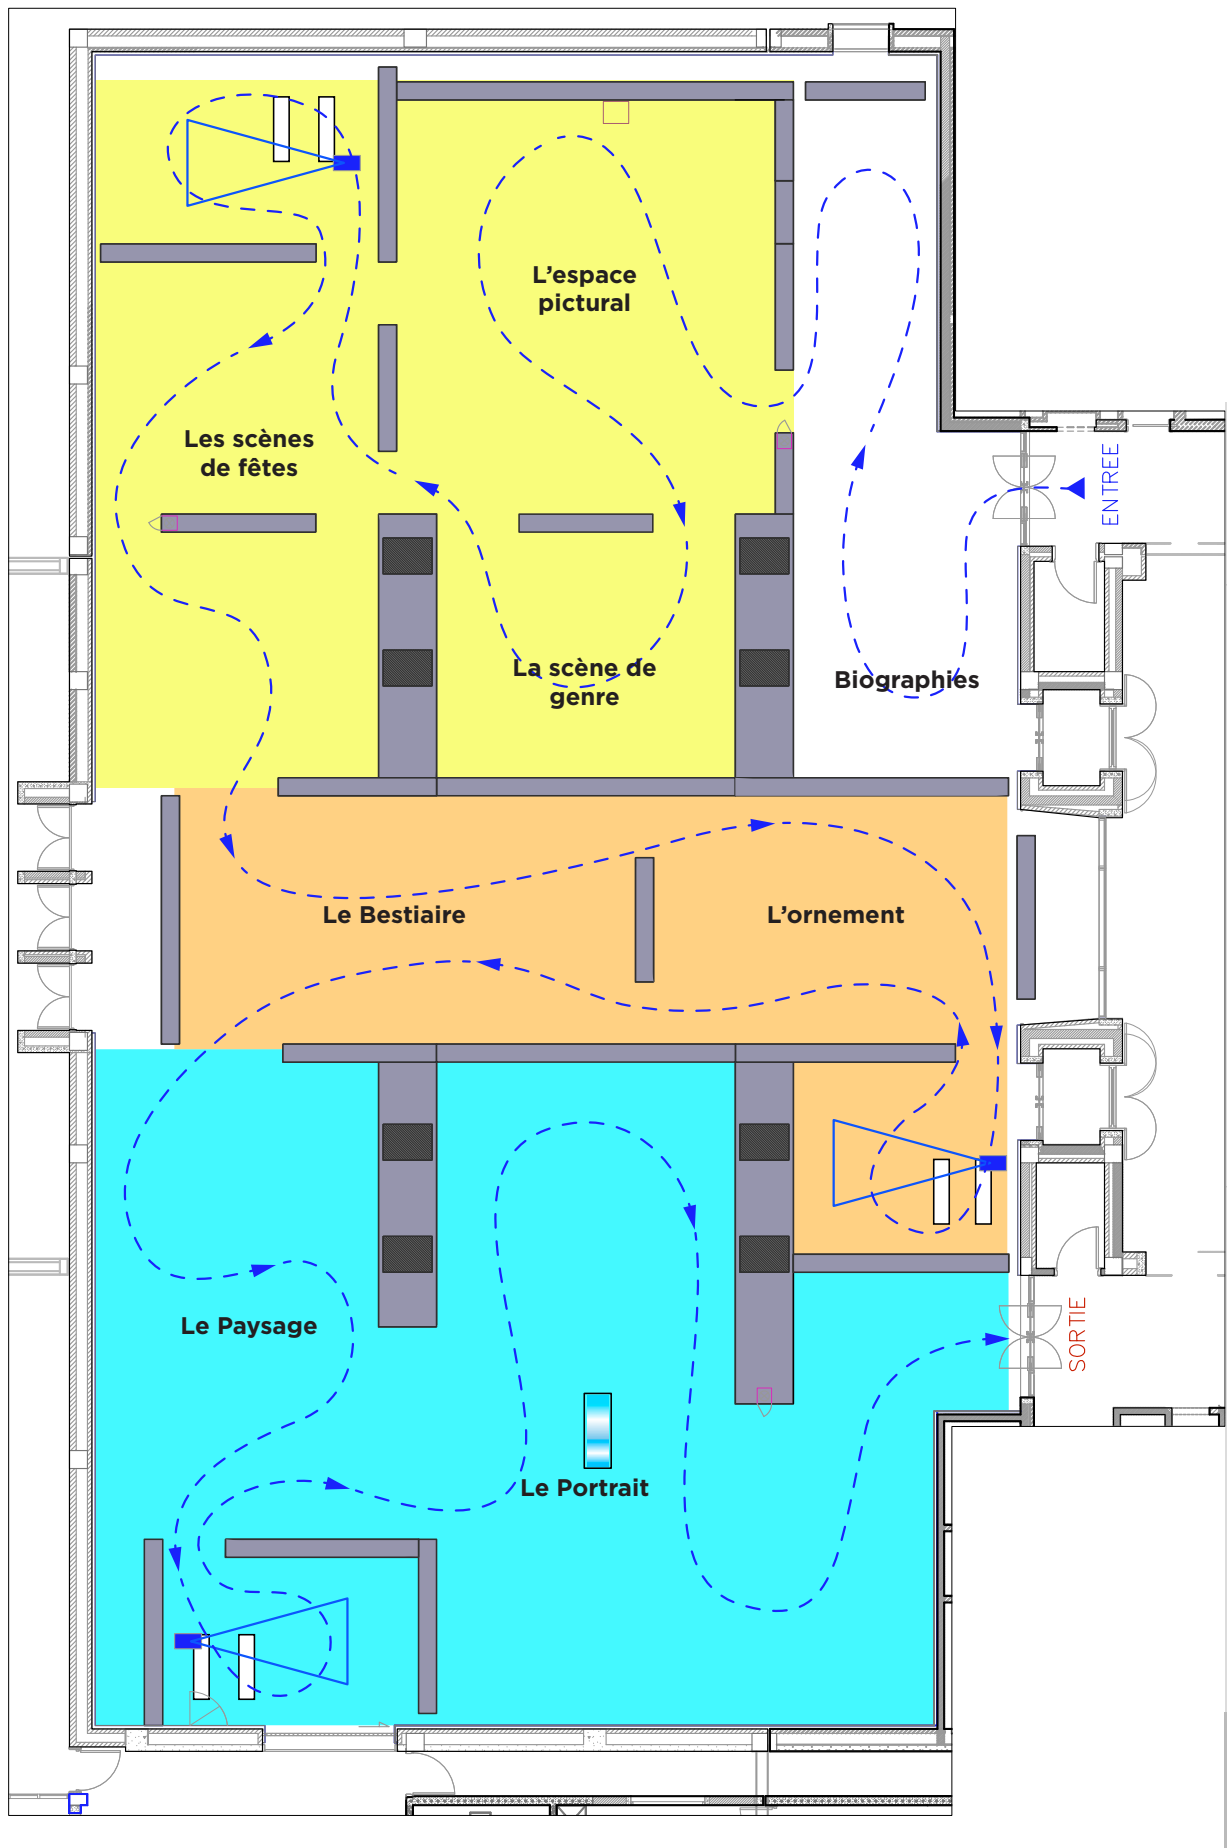 L'espace
pictural
Les scènes
de fêtes
ENTREE
La scène de
genre
Biographies
Le Bestiaire
L'ornement
Le Paysage
SORTIE
Le Portrait